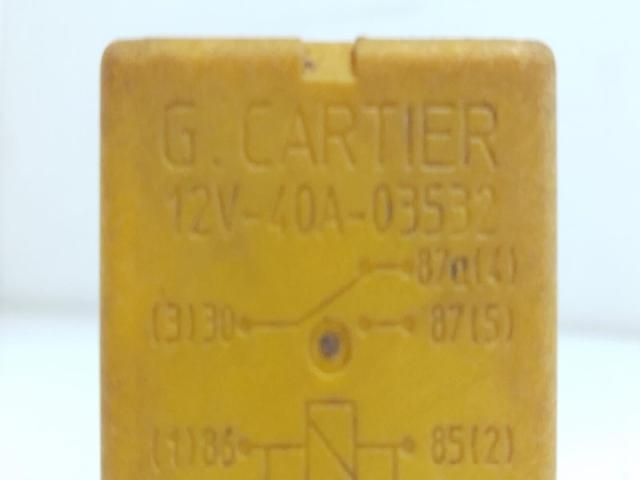 G. CARTIER
12V-40A-03532
87a(4)
(3)30 87(5)
(1)86 85(2)